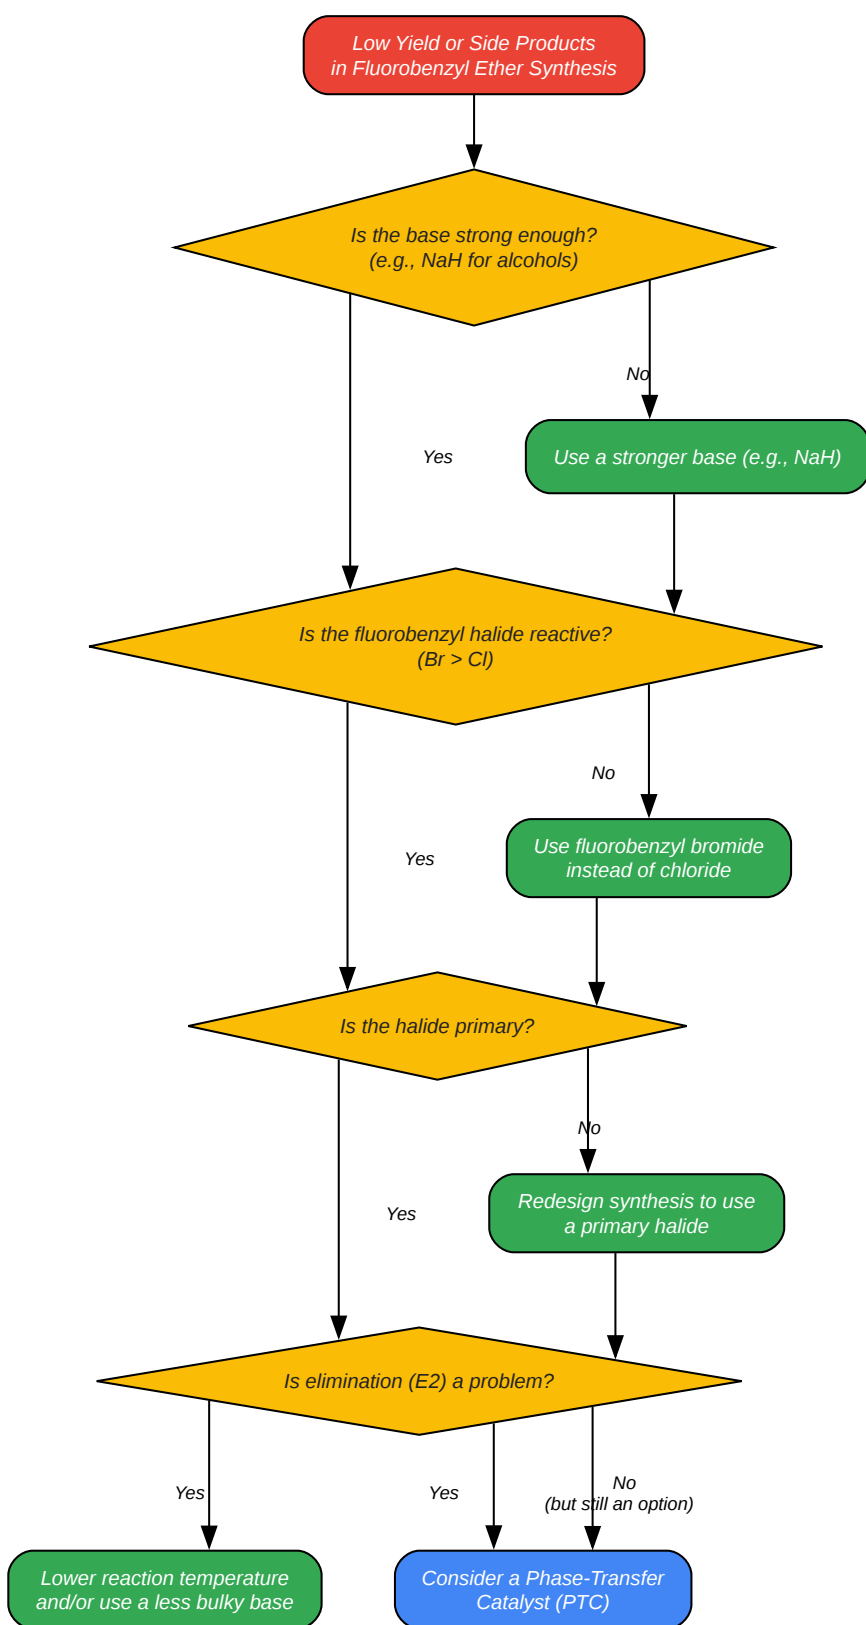 Low Yield or Side Products
in Fluorobenzyl Ether Synthesis
Is the base strong enough?
(e.g., NaH for alcohols)
No
Yes
Use a stronger base (e.g., NaH)
Is the fluorobenzyl halide reactive?
(Br > Cl)
No
Yes
Use fluorobenzyl bromide
instead of chloride
Is the halide primary?
No
Yes
Redesign synthesis to use
a primary halide
Is elimination (E2) a problem?
Yes
Yes
No
(but still an option)
Lower reaction temperature
and/or use a less bulky base
Consider a Phase-Transfer
Catalyst (PTC)